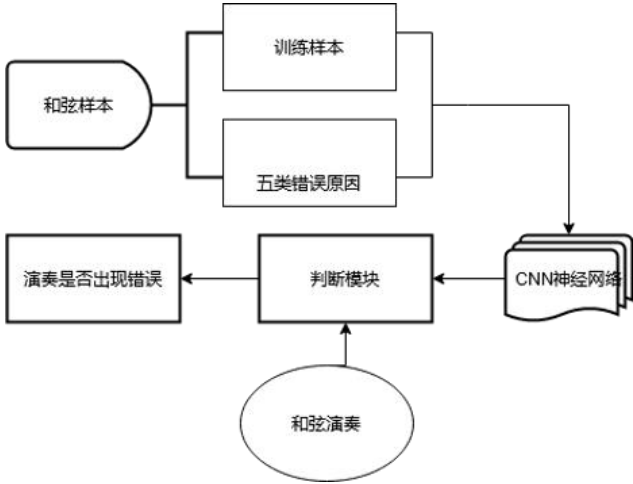 训练样本
和弦样本
五类错误原因
演奏是否出现错误
判断模块
CNN神经网络
和弦演奏